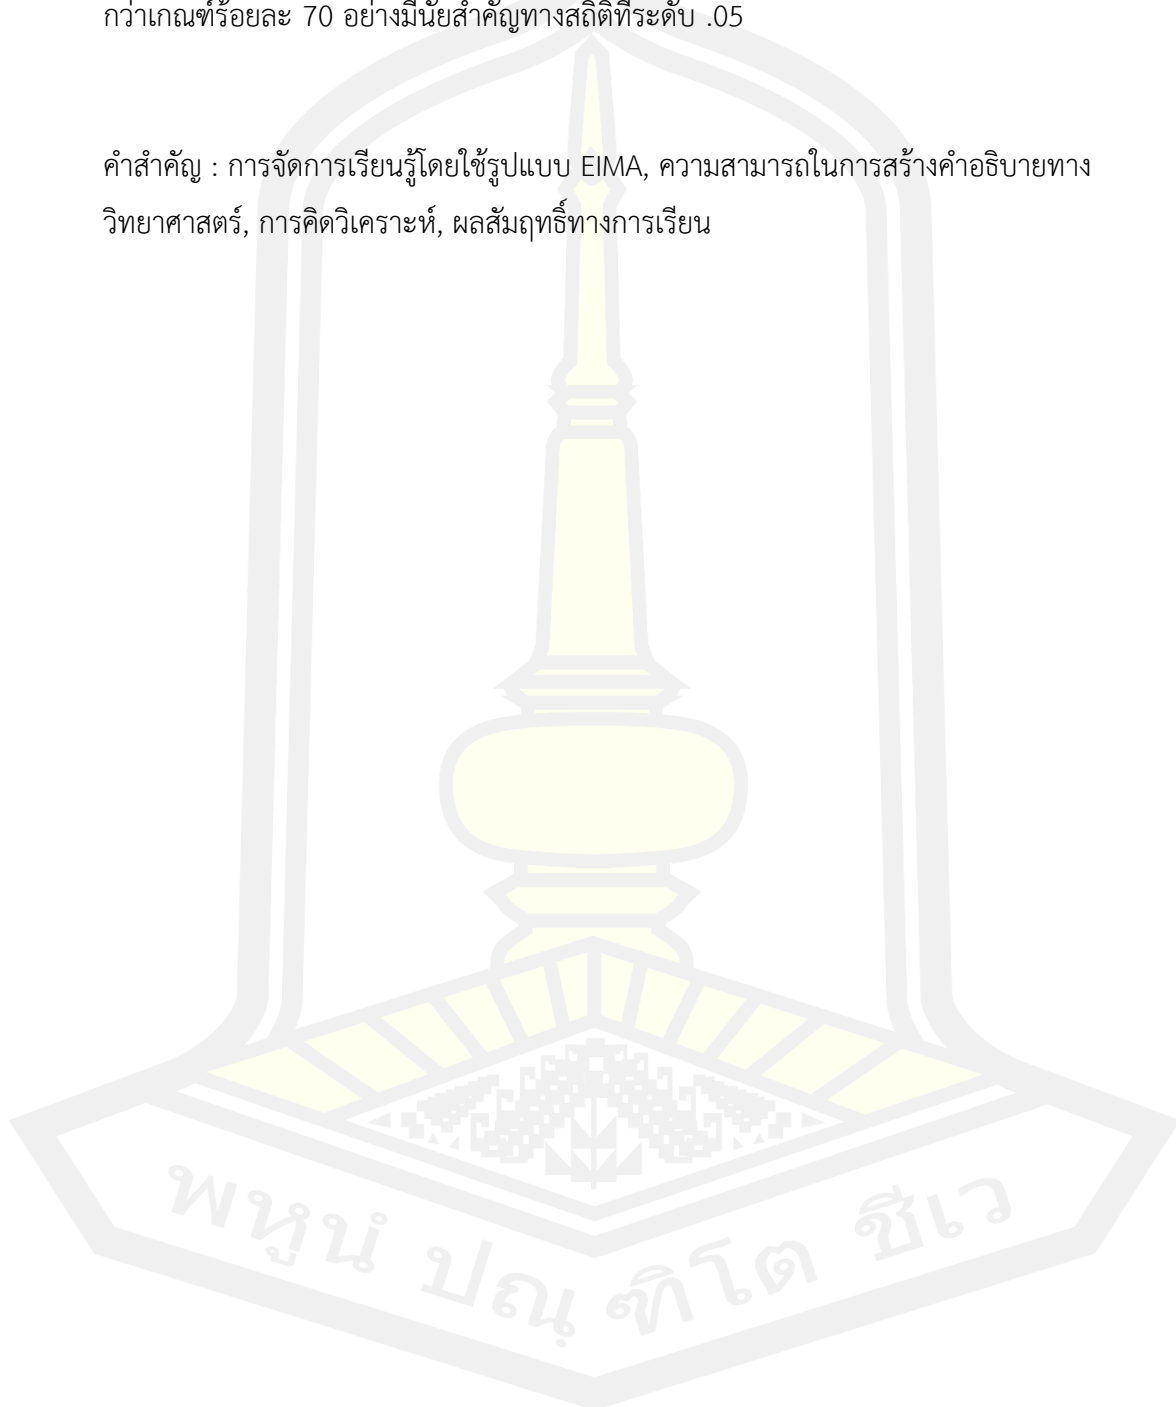 กว่าเกณฑ์ร้อยละ 70 อย่างมีนัยสำคัญทางสถิติที่ระดับ .05
คำสำคัญ : การจัดการเรียนรู้โดยใช้รูปแบบ EIMA, ความสามารถในการสร้างคำอธิบายทาง
วิทยาศาสตร์, การคิดวิเคราะห์, ผลสัมฤทธิ์ทางการเรียน
พหูนํ ปณฺฑิโต ชีเว